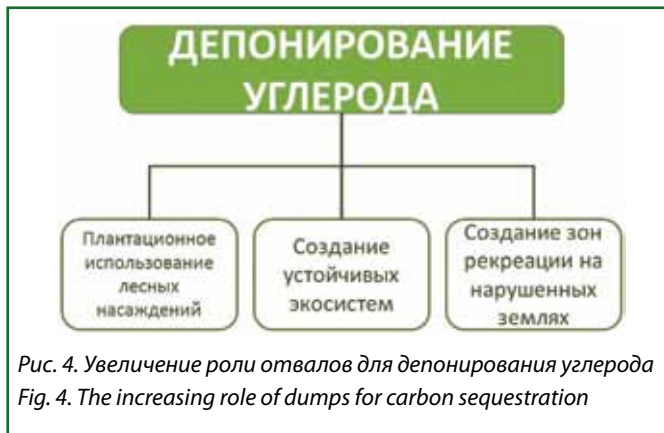 ДЕПОНИРОВАНИЕ
УГЛЕРОДА
Плантационное
использование
лесных
насаждений
Создание
устойчивых
экосистем
Создание зон
рекреации на
нарушенных
землях
Рис. 4. Увеличение роли отвалов для депонирования углерода
Fig. 4. The increasing role of dumps for carbon sequestration